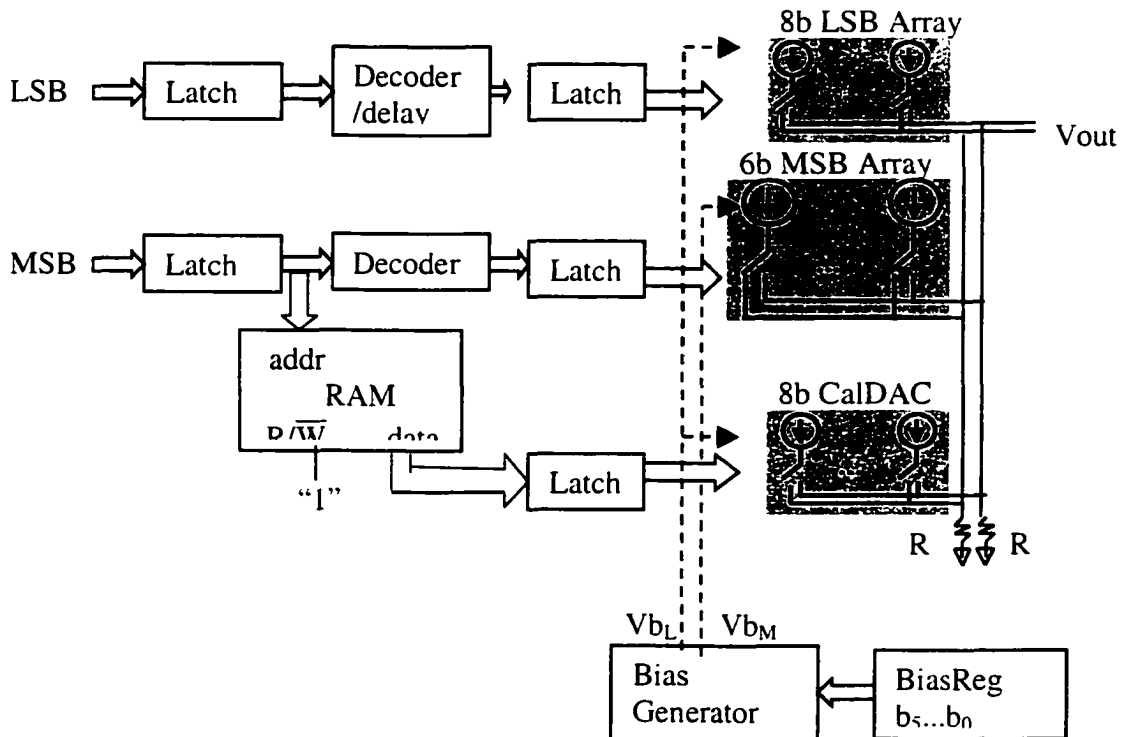 8b LSB Array
LSB
Latch
Decoder
/delay
Latch
Vout
6b MSB Array
MSB
Latch
Decoder
Latch
addr
RAM
R/W̅
data
"1"
8b CalDAC
Latch
R
R
Vb_L
Vb_M
Bias
Generator
BiasReg
b₅...b₀